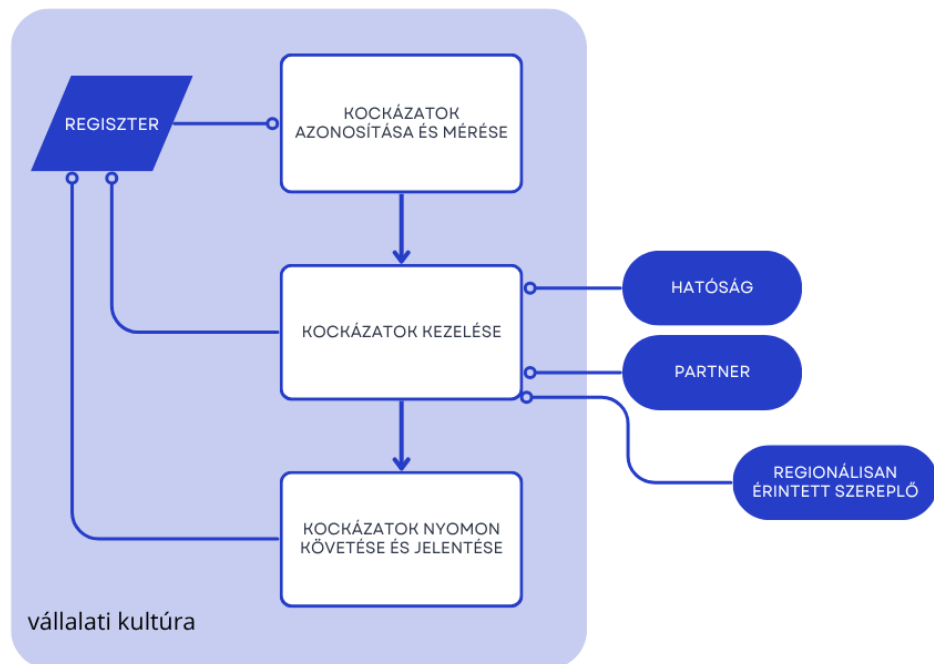 REGISZTER
KOCKÁZATOK
AZONOSÍTÁSA ÉS MÉRÉSE
KOCKÁZATOK KEZELÉSE
HATÓSÁG
PARTNER
REGIONÁLISAN
ÉRINTETT SZEREPLŐ
KOCKÁZATOK NYOMON
KÖVETÉSE ÉS JELENTÉSE
vállalati kultúra